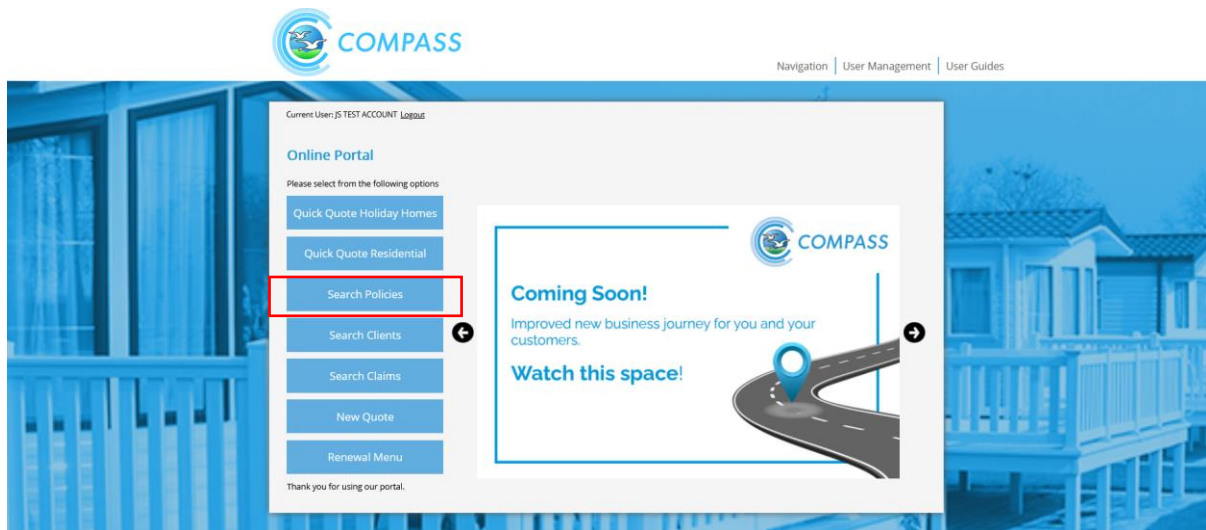 COMPASS
Navigation | User Management | User Guides
Current User: JS TEST ACCOUNT Logout
Online Portal
Please select from the following options
Quick Quote Holiday Homes
Quick Quote Residential
Search Policies
Search Clients
Search Claims
New Quote
Renewal Menu
Thank you for using our portal.
COMPASS
Coming Soon!
Improved new business journey for you and your
customers.
Watch this space!